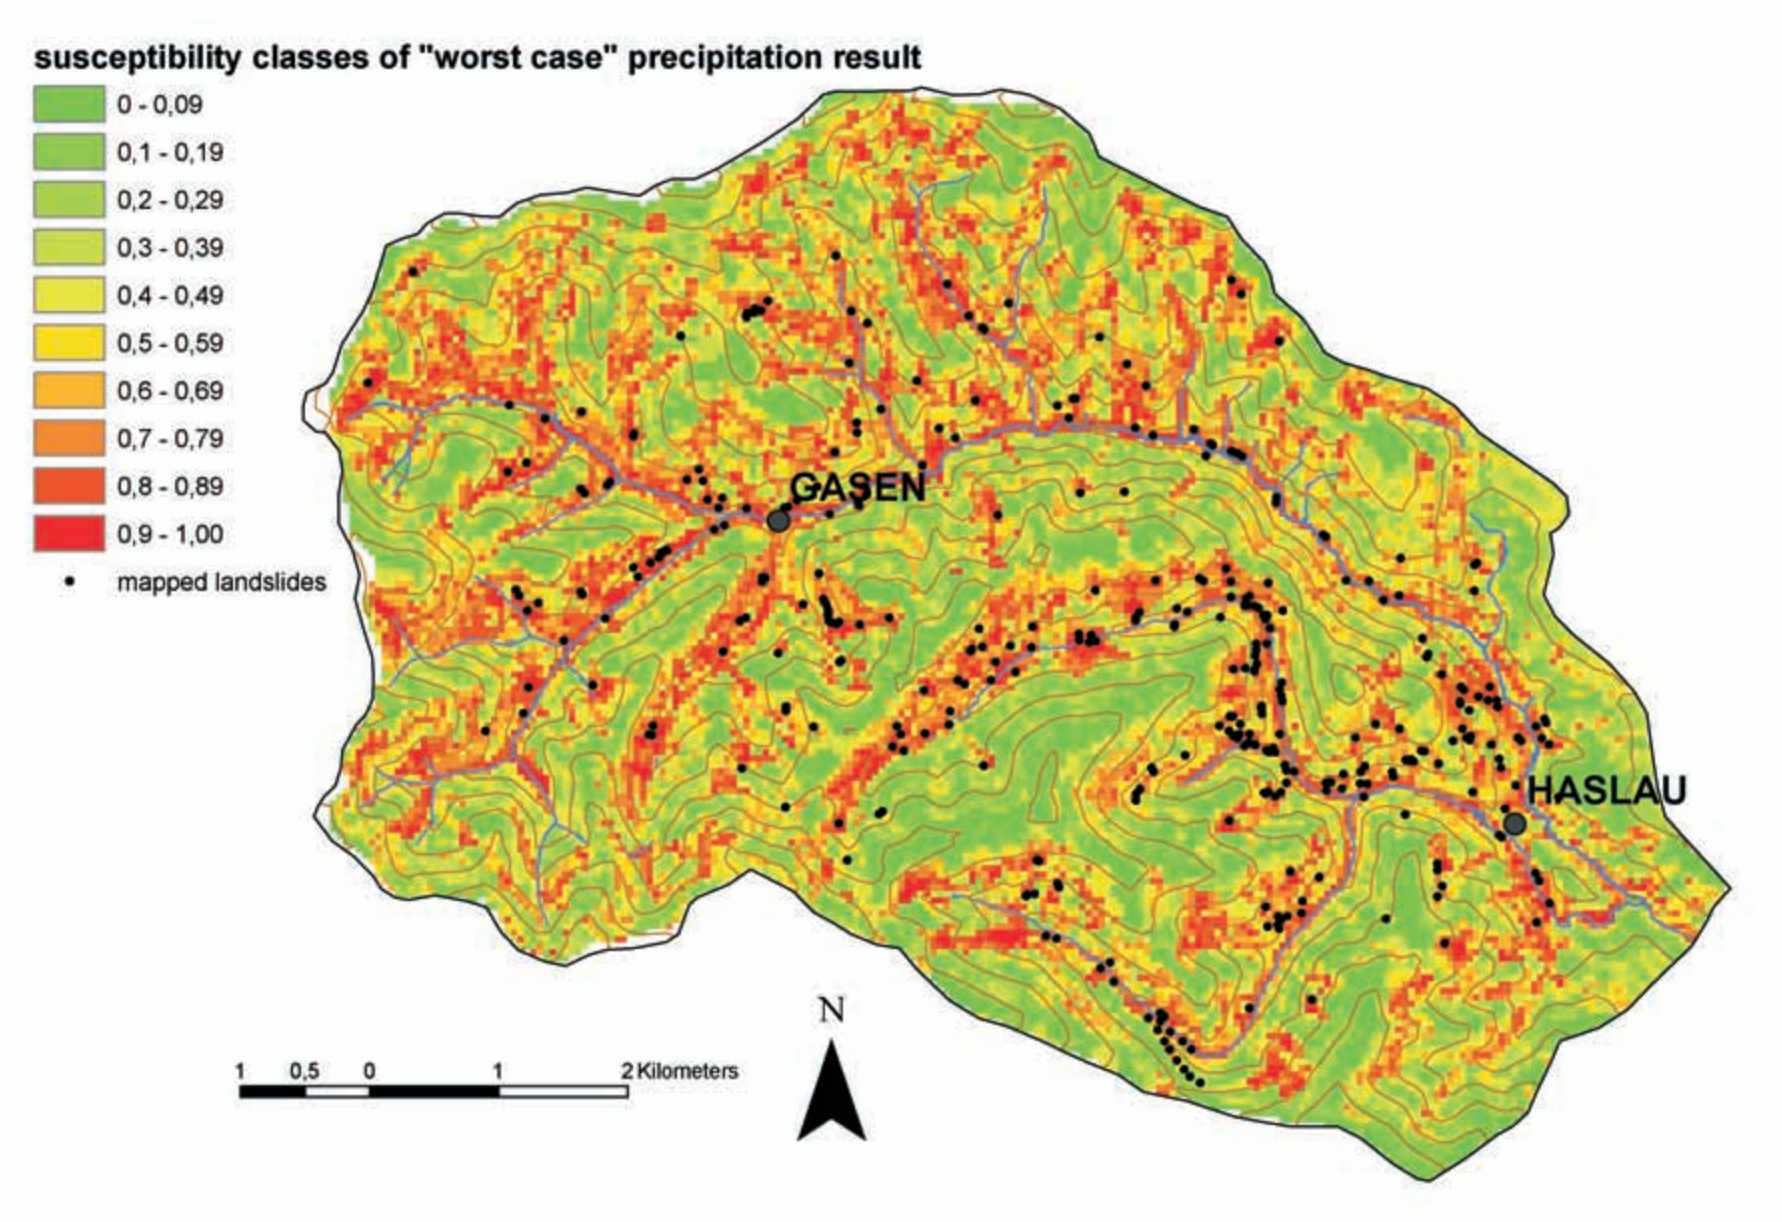 susceptibility classes of "worst case" precipitation result
0 - 0,09
0,1 - 0,19
0,2 - 0,29
0,3 - 0,39
0,4 - 0,49
0,5 - 0,59
0,6 - 0,69
0,7 - 0,79
0,8 - 0,89
0,9 - 1,00
mapped landslides
GASEN
HASLAU
N
1 0,5 0 1 2 Kilometers